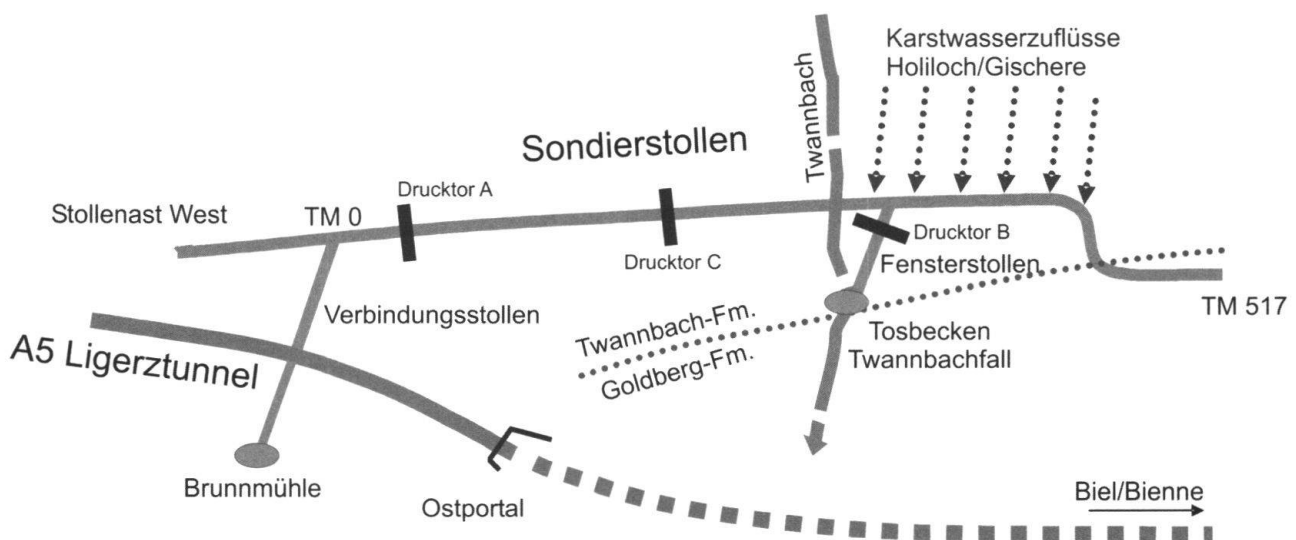 Karstwasserzuflüsse
Holiloch/Gischere
Twannbach
Sondierstollen
Drucktor A
Stollenast West
TM 0
Drucktor B
Drucktor C
Fensterstollen
TM 517
Verbindungsstollen
Twannbach-Fm.
Goldberg-Fm.
Tosbecken
Twannbachfall
A5 Ligerztunnel
Brunnmühle
Ostportal
Biel/Bienne